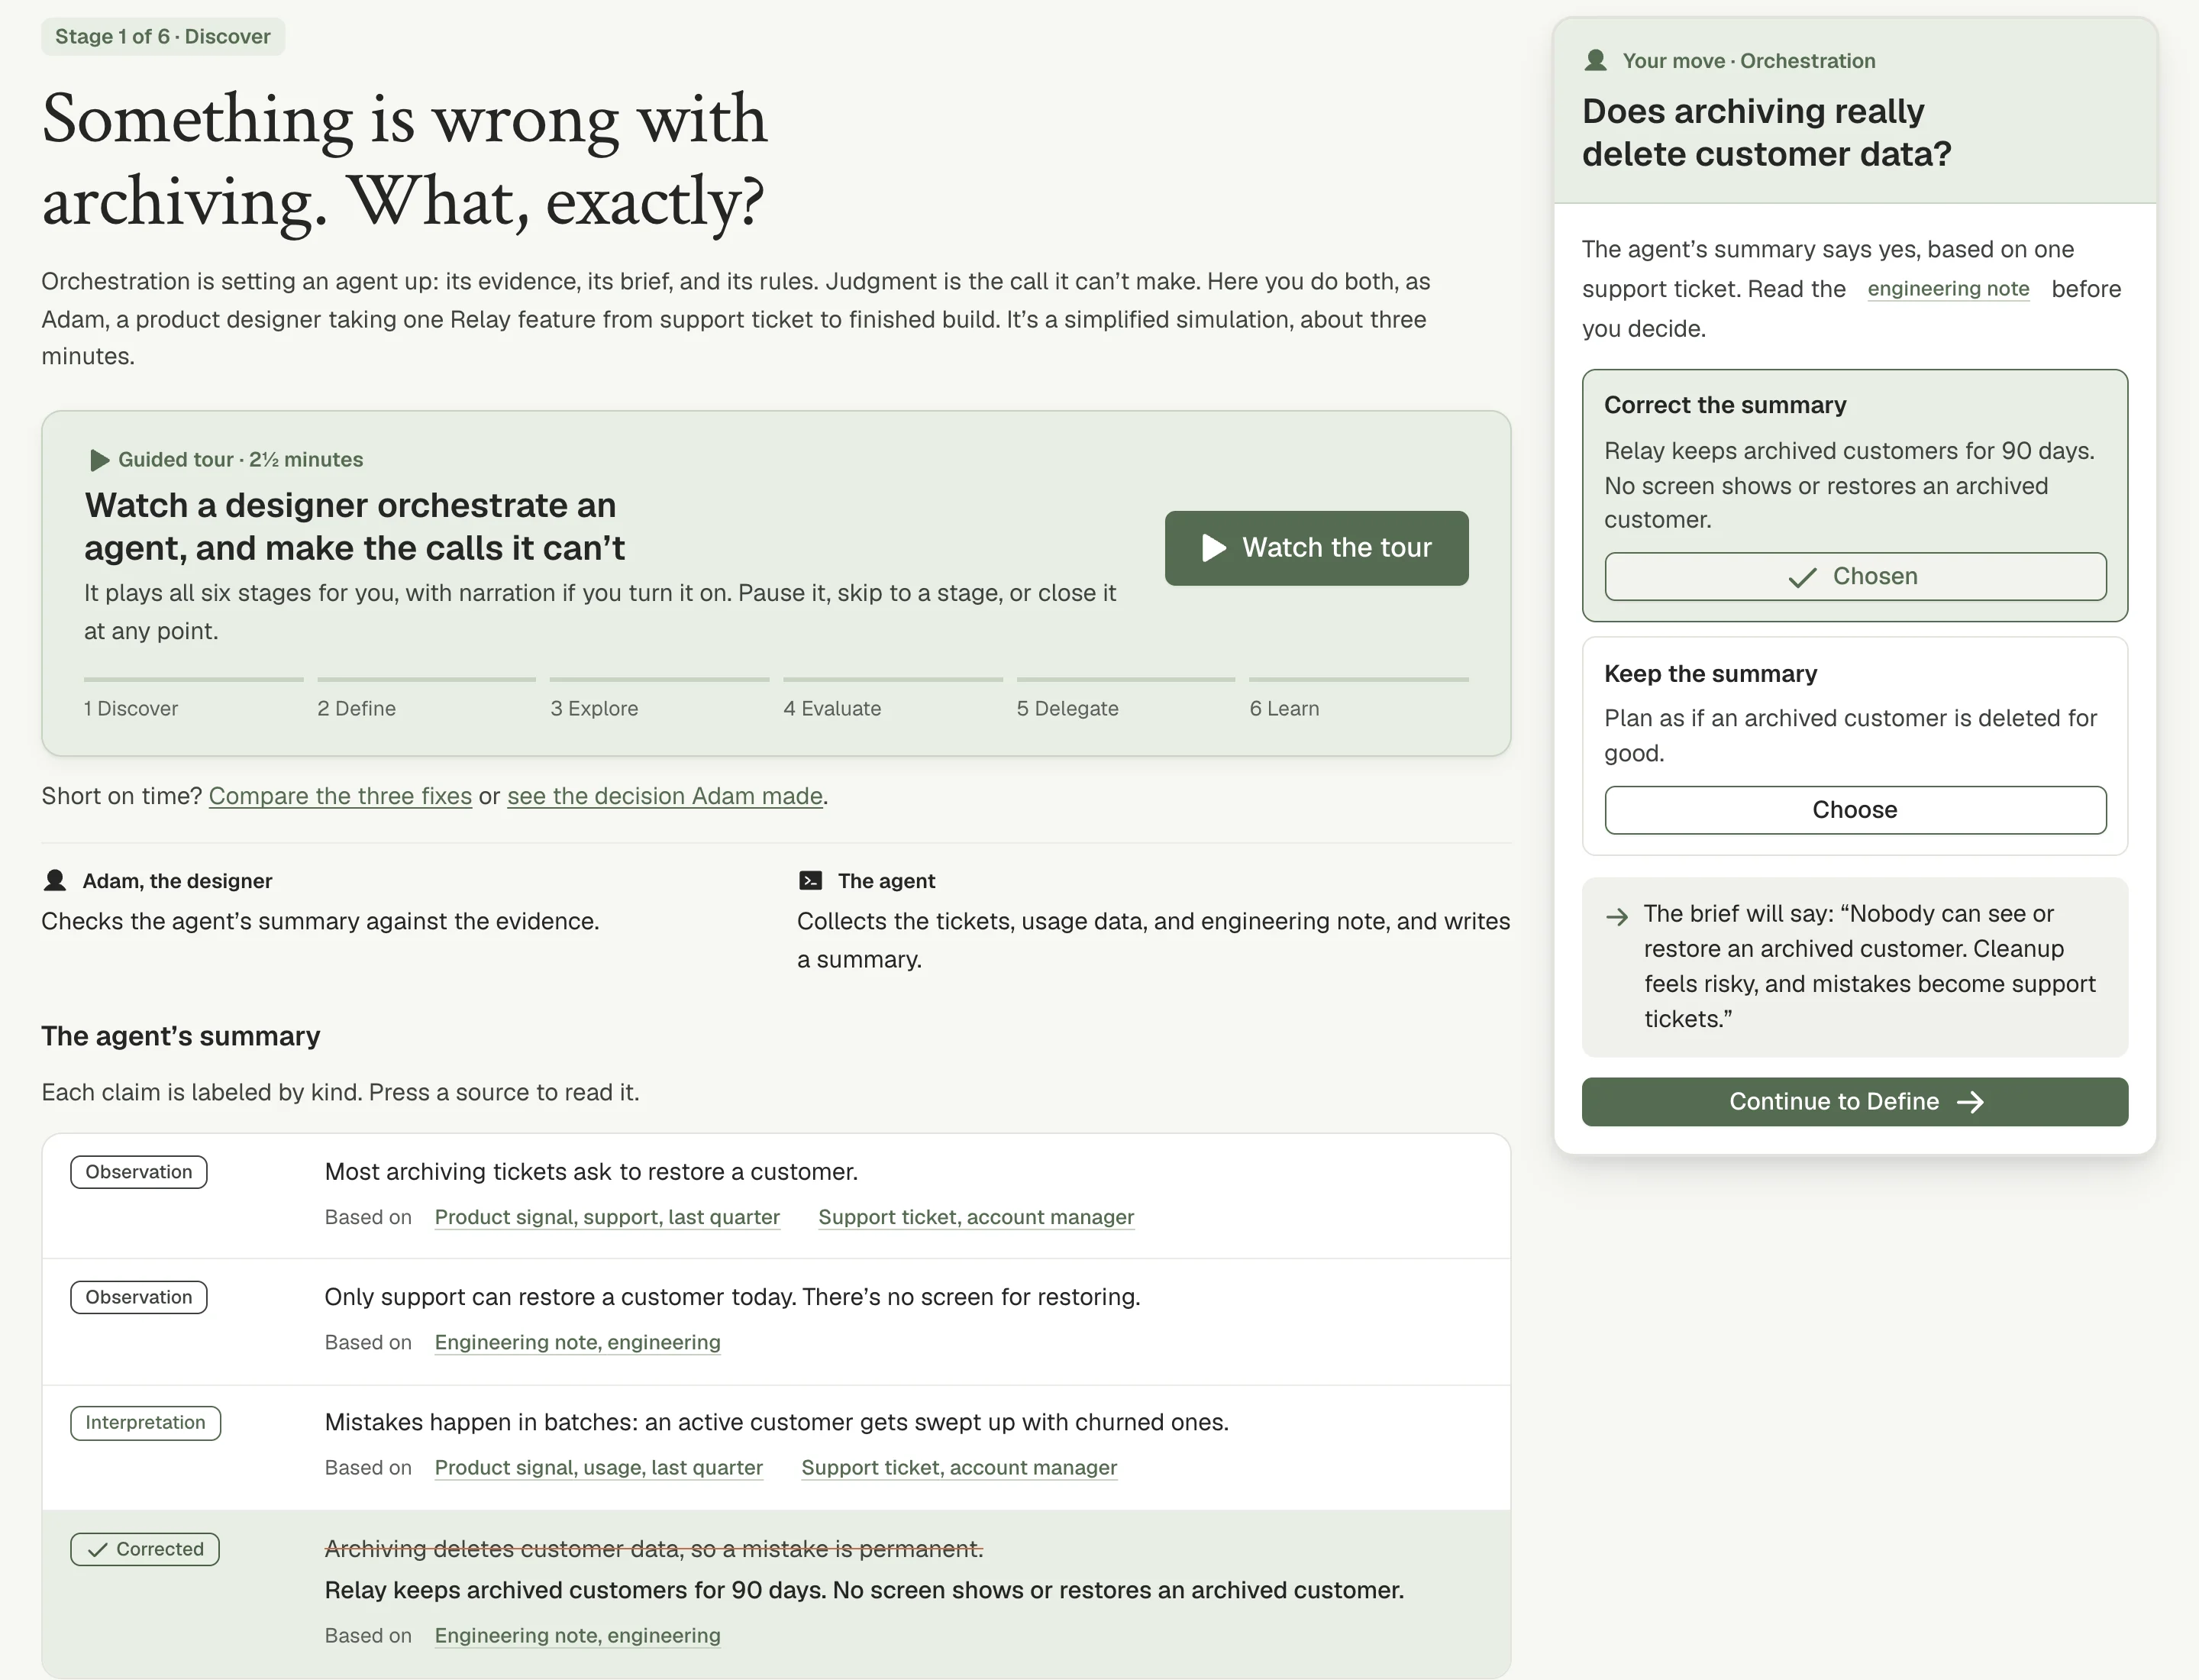 Stage 1 of 6 · Discover
Something is wrong with
archiving. What, exactly?
Orchestration is setting an agent up: its evidence, its brief, and its rules. Judgment is the call it can’t make. Here you do both, as
Adam, a product designer taking one Relay feature from support ticket to finished build. It’s a simplified simulation, about three
minutes.
Guided tour · 2½ minutes
Watch a designer orchestrate an
agent, and make the calls it can’t
It plays all six stages for you, with narration if you turn it on. Pause it, skip to a stage, or close it
at any point.
Watch the tour
1 Discover
2 Define
3 Explore
4 Evaluate
5 Delegate
6 Learn
Short on time? Compare the three fixes or see the decision Adam made.
Adam, the designer
Checks the agent’s summary against the evidence.
The agent
Collects the tickets, usage data, and engineering note, and writes
a summary.
The agent’s summary
Each claim is labeled by kind. Press a source to read it.
Observation
Most archiving tickets ask to restore a customer.
Based on Product signal, support, last quarter Support ticket, account manager
Observation
Only support can restore a customer today. There’s no screen for restoring.
Based on Engineering note, engineering
Interpretation
Mistakes happen in batches: an active customer gets swept up with churned ones.
Based on Product signal, usage, last quarter Support ticket, account manager
Corrected
Archiving deletes customer data, so a mistake is permanent.
Relay keeps archived customers for 90 days. No screen shows or restores an archived customer.
Based on Engineering note, engineering
Your move · Orchestration
Does archiving really
delete customer data?
The agent’s summary says yes, based on one
support ticket. Read the engineering note before
you decide.
Correct the summary
Relay keeps archived customers for 90 days.
No screen shows or restores an archived
customer.
Chosen
Keep the summary
Plan as if an archived customer is deleted for
good.
Choose
The brief will say: “Nobody can see or
restore an archived customer. Cleanup
feels risky, and mistakes become support
tickets.”
Continue to Define